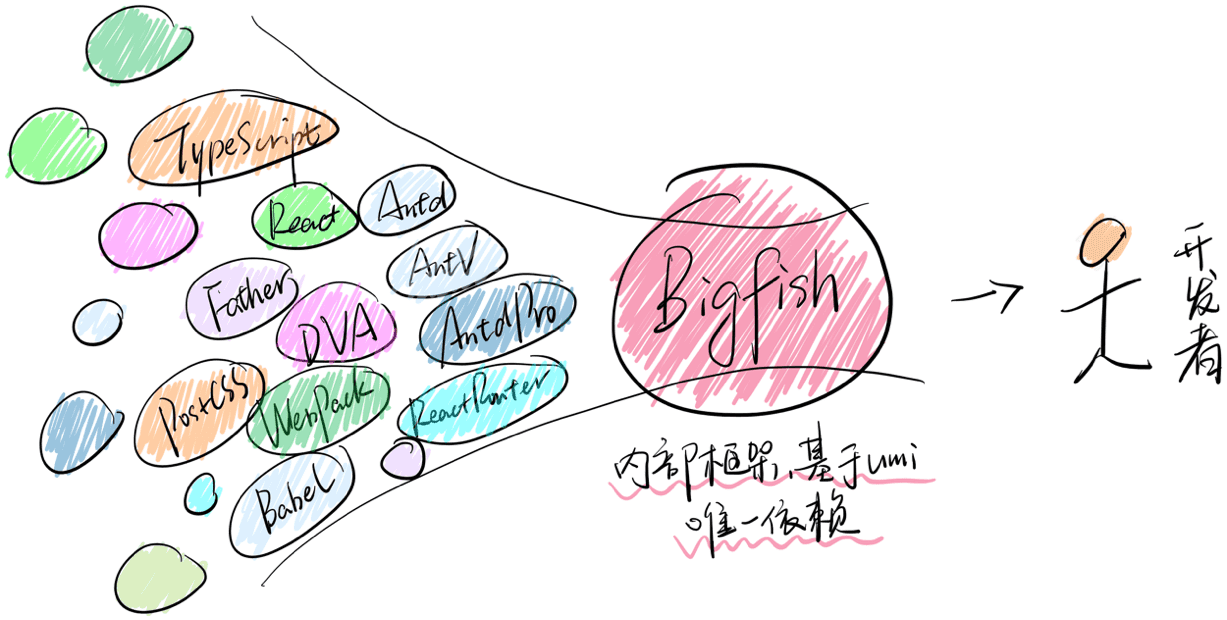 TypeScript
React
Antd
AntV
Father
DVA
AntdPro
PostCSS
WebPack
ReactRouter
Babel
Bigfish
内部框架、基于umi
唯一依赖
开发者